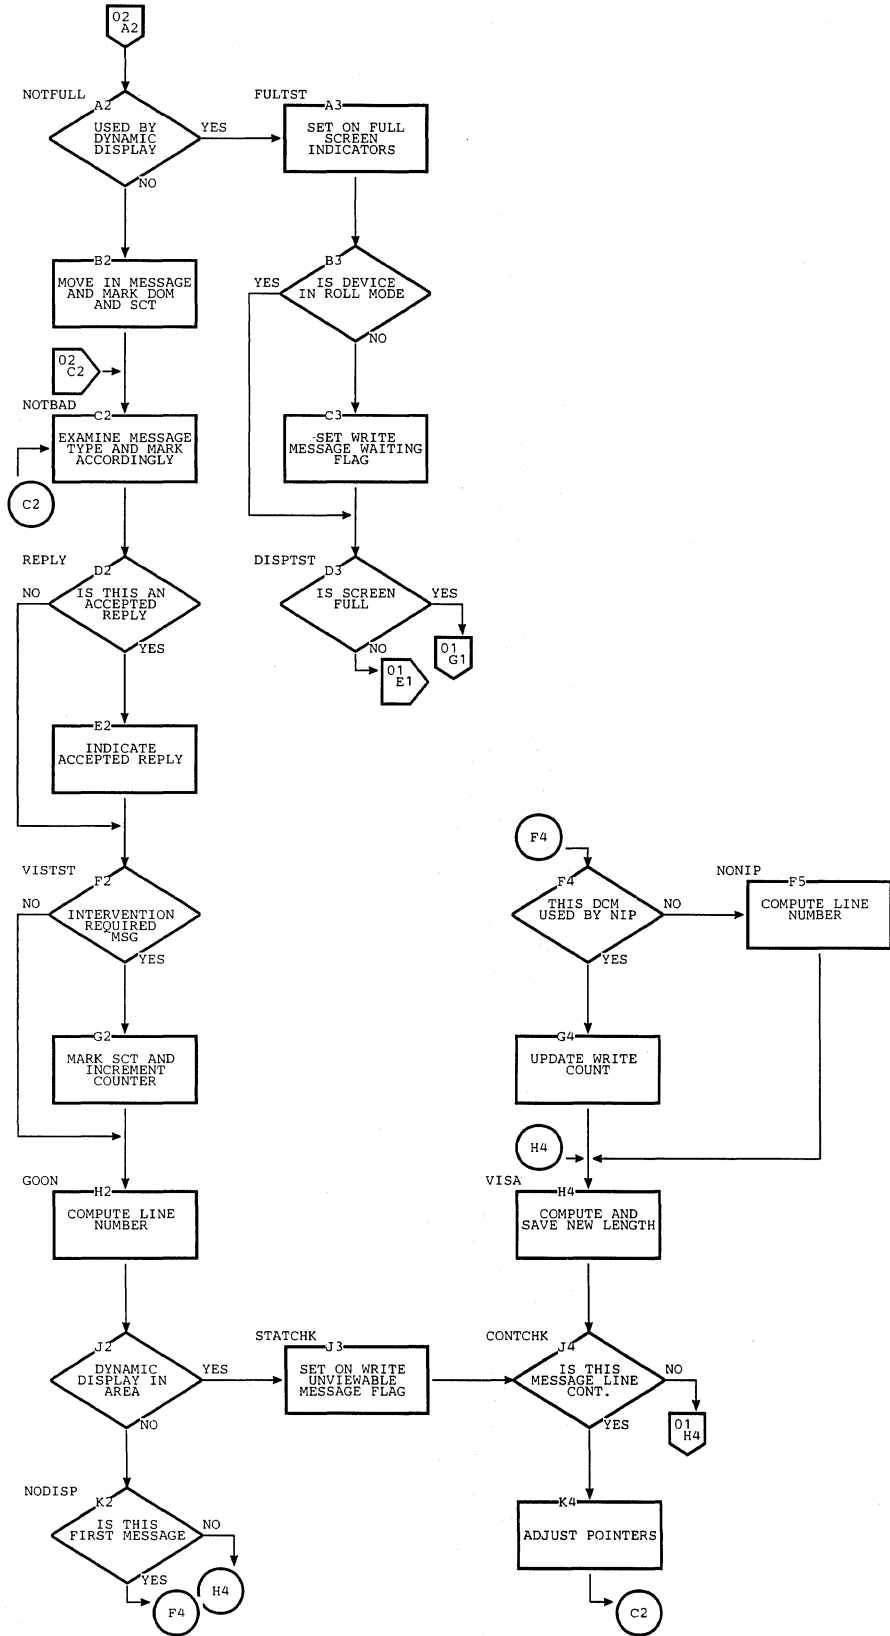 02
A2
NOTFULL
A2
USED BY
DYNAMIC
DISPLAY
YES
NO
FULTST
A3
SET ON FULL
SCREEN
INDICATORS
B2
MOVE IN MESSAGE
AND MARK DOM
AND SCT
B3
IS DEVICE
IN ROLL MODE
YES
NO
02
C2
NOTBAD
C2
EXAMINE MESSAGE
TYPE AND MARK
ACCORDINGLY
C2
C3
SET WRITE
MESSAGE WAITING
FLAG
REPLY
D2
IS THIS AN
ACCEPTED
REPLY
NO
YES
DISPTST
D3
IS SCREEN
FULL
YES
NO
01
G1
01
E1
E2
INDICATE
ACCEPTED REPLY
VISTST
F2
INTERVENTION
REQUIRED
MSG
NO
YES
F4
F4
THIS DCM
USED BY NIP
NO
YES
NONIP
F5
COMPUTE LINE
NUMBER
G2
MARK SCT AND
INCREMENT
COUNTER
G4
UPDATE WRITE
COUNT
H4
GOON
H2
COMPUTE LINE
NUMBER
VISA
H4
COMPUTE AND
SAVE NEW LENGTH
J2
DYNAMIC
DISPLAY IN
AREA
YES
NO
STATCHK
J3
SET ON WRITE
UNVIEWABLE
MESSAGE FLAG
CONTCHK
J4
IS THIS
MESSAGE LINE
CONT.
NO
YES
01
H4
NODISP
K2
IS THIS
FIRST MESSAGE
NO
YES
H4
F4
K4
ADJUST POINTERS
C2